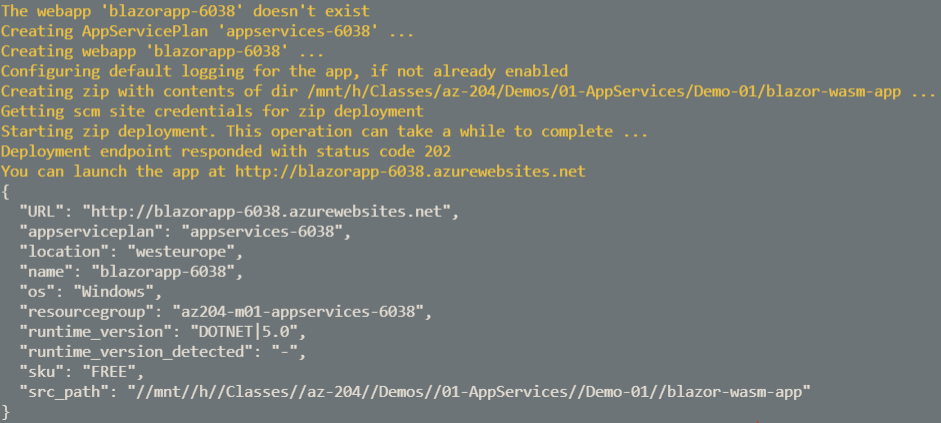 The webapp 'blazorapp-6038' doesn't exist
Creating AppServicePlan 'appservices-6038' ...
Creating webapp 'blazorapp-6038' ...
Configuring default logging for the app, if not already enabled
Creating zip with contents of dir /mnt/h/Classes/az-204/Demos/01-AppServices/Demo-01/blazor-wasm-app ...
Getting scm site credentials for zip deployment
Starting zip deployment. This operation can take a while to complete ...
Deployment endpoint responded with status code 202
You can launch the app at http://blazorapp-6038.azurewebsites.net
{
  "URL": "http://blazorapp-6038.azurewebsites.net",
  "appserviceplan": "appservices-6038",
  "location": "westeurope",
  "name": "blazorapp-6038",
  "os": "Windows",
  "resourcegroup": "az204-m01-appservices-6038",
  "runtime_version": "DOTNET|5.0",
  "runtime_version_detected": "-",
  "sku": "FREE",
  "src_path": "//mnt//h//Classes//az-204//Demos//01-AppServices//Demo-01//blazor-wasm-app"
}